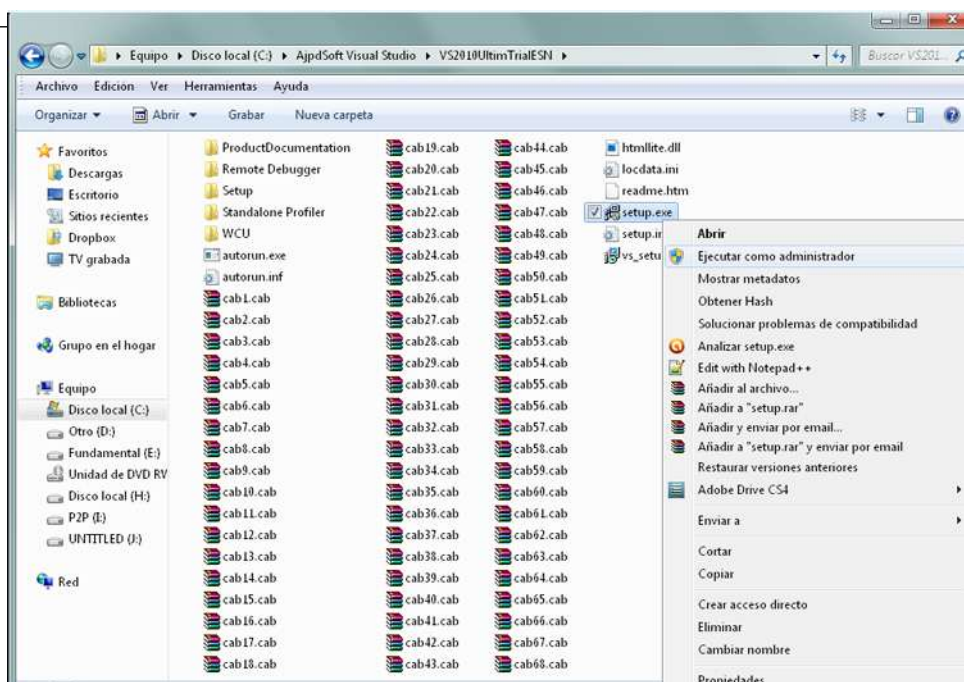 Equipo ▸ Disco local (C:) ▸ AjpdSoft Visual Studio ▸ VS2010UltimTrialESN ▸
Buscar VS201...
Archivo Edición Ver Herramientas Ayuda
Organizar Abrir Grabar Nueva carpeta
Favoritos
Descargas
Escritorio
Sitios recientes
Dropbox
TV grabada
Bibliotecas
Grupo en el hogar
Equipo
Disco local (C:)
Otro (D:)
Fundamental (E:)
Unidad de DVD RV
Disco local (H:)
P2P (I:)
UNTITLED (J:)
Red
ProductDocumentation
Remote Debugger
Setup
Standalone Profiler
WCU
autorun.exe
autorun.inf
cab1.cab
cab2.cab
cab3.cab
cab4.cab
cab5.cab
cab6.cab
cab7.cab
cab8.cab
cab9.cab
cab10.cab
cab11.cab
cab12.cab
cab13.cab
cab14.cab
cab15.cab
cab16.cab
cab17.cab
cab18.cab
cab19.cab
cab20.cab
cab21.cab
cab22.cab
cab23.cab
cab24.cab
cab25.cab
cab26.cab
cab27.cab
cab28.cab
cab29.cab
cab30.cab
cab31.cab
cab32.cab
cab33.cab
cab34.cab
cab35.cab
cab36.cab
cab37.cab
cab38.cab
cab39.cab
cab40.cab
cab41.cab
cab42.cab
cab43.cab
cab44.cab
cab45.cab
cab46.cab
cab47.cab
cab48.cab
cab49.cab
cab50.cab
cab51.cab
cab52.cab
cab53.cab
cab54.cab
cab55.cab
cab56.cab
cab57.cab
cab58.cab
cab59.cab
cab60.cab
cab61.cab
cab62.cab
cab63.cab
cab64.cab
cab65.cab
cab66.cab
cab67.cab
cab68.cab
htmllite.dll
locdata.ini
readme.htm
setup.exe
setup.in
vs_setu
Abrir
Ejecutar como administrador
Mostrar metadatos
Obtener Hash
Solucionar problemas de compatibilidad
Analizar setup.exe
Edit with Notepad++
Añadir al archivo...
Añadir a "setup.rar"
Añadir y enviar por email...
Añadir a "setup.rar" y enviar por email
Restaurar versiones anteriores
Adobe Drive CS4
Enviar a
Cortar
Copiar
Crear acceso directo
Eliminar
Cambiar nombre
Propiedades